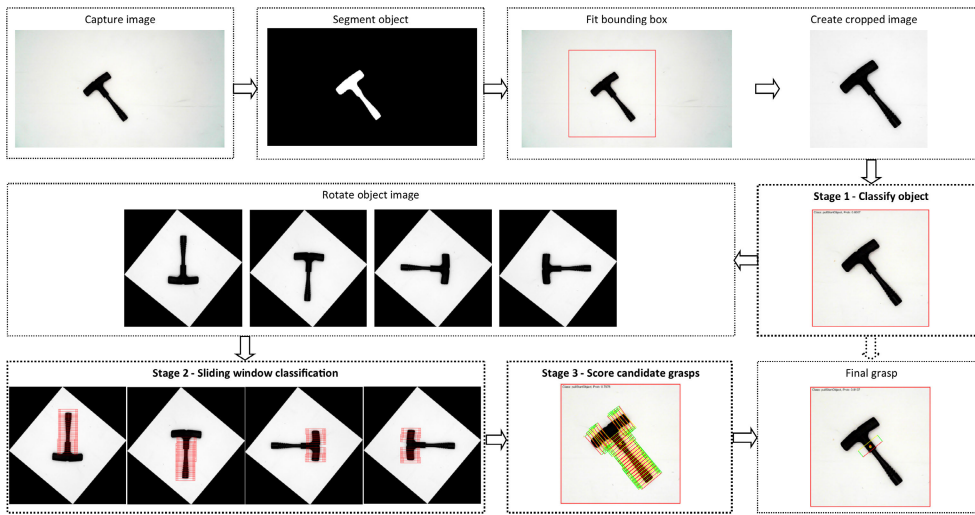 Capture image
Segment object
Fit bounding box
Create cropped image
Rotate object image
Stage 1 - Classify object
Stage 2 - Sliding window classification
Stage 3 - Score candidate grasps
Final grasp